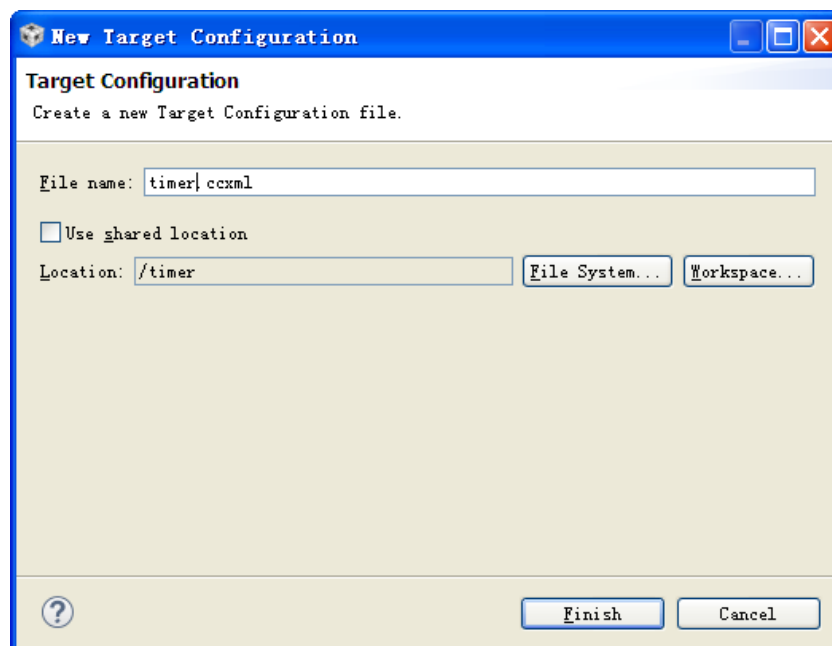 New Target Configuration
Target Configuration
Create a new Target Configuration file.
File name: timer.ccxml
Use shared location
Location: /timer File System... Workspace...
? Finish Cancel